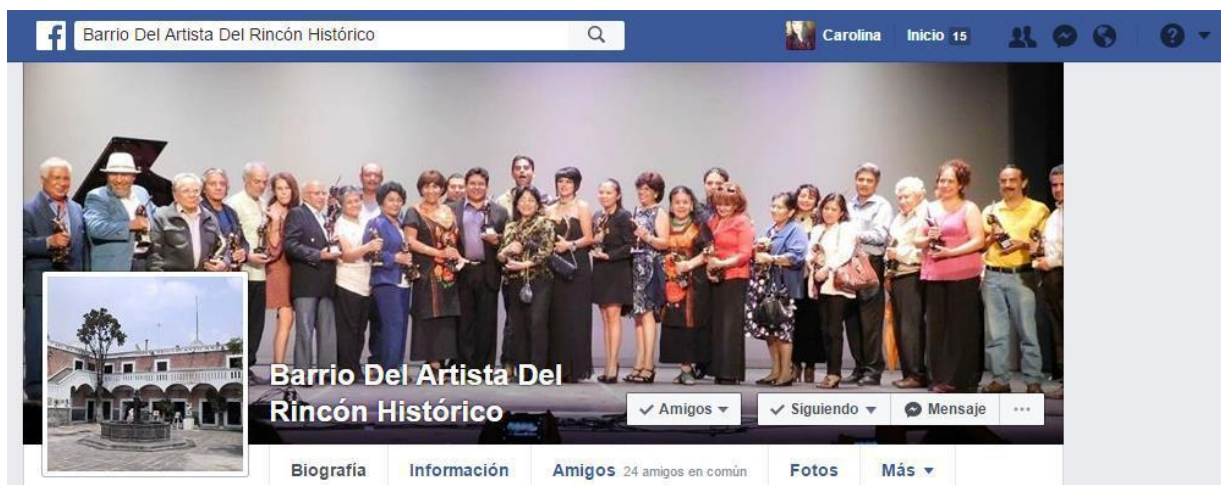 Barrio Del Artista Del Rincón Histórico
Carolina Inicio 15
Barrio Del Artista Del
Rincón Histórico
Amigos Siguiendo Mensaje
Biografía Información Amigos 24 amigos en común Fotos Más